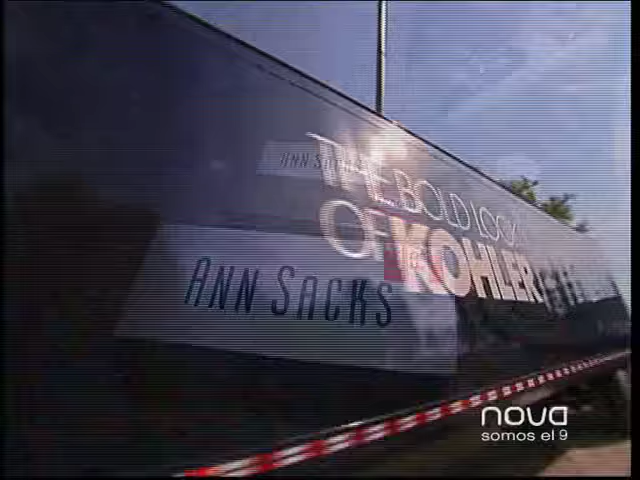 ANN SACKS
THE BOLD LOOK
OF KOHLER
ANN SACKS
nova
somos el 9